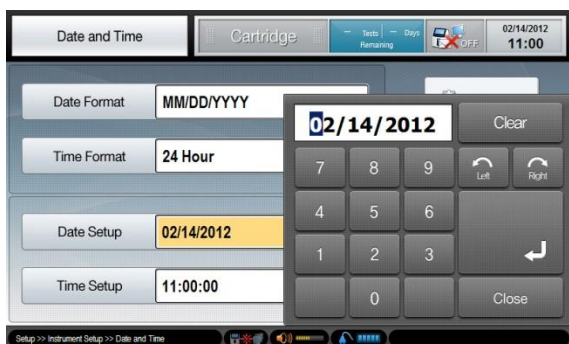 Date and Time
Cartridge
– Tests – Days
Remaining
OFF
02/14/2012
11:00
Date Format
MM/DD/YYYY
Time Format
24 Hour
Date Setup
02/14/2012
Time Setup
11:00:00
02/14/2012
Clear
7 8 9
Left Right
4 5 6
1 2 3
0
Close
Setup >> Instrument Setup >> Date and Time